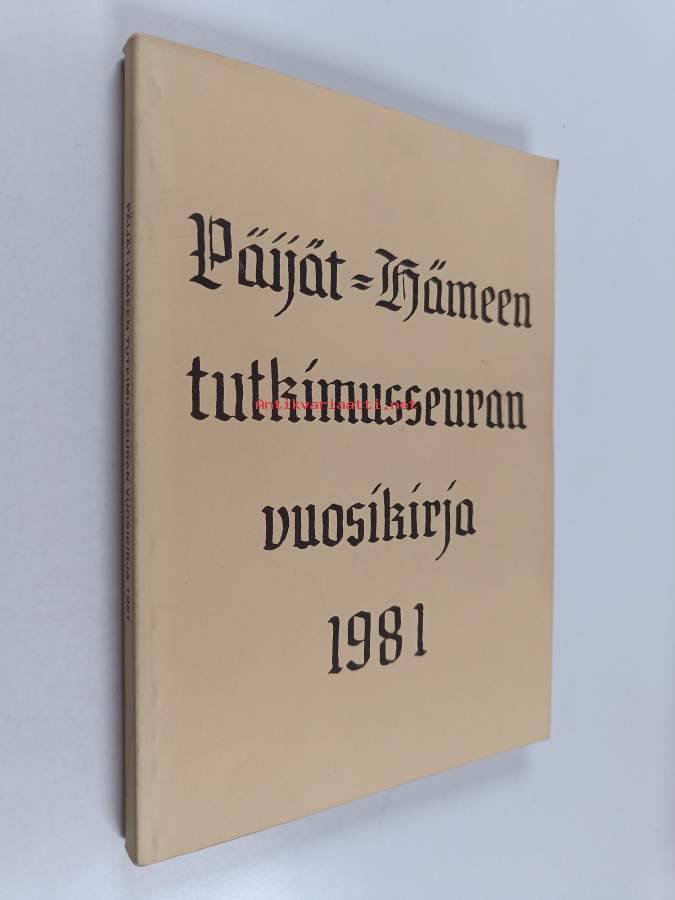 Päijät=Hämeen
tutkimusseuran
vuosikirja
1981
Antikvariaatti.net
PÄIJÄT-HÄMEEN TUTKIMUSSEURAN VUOSIKIRJA 1981